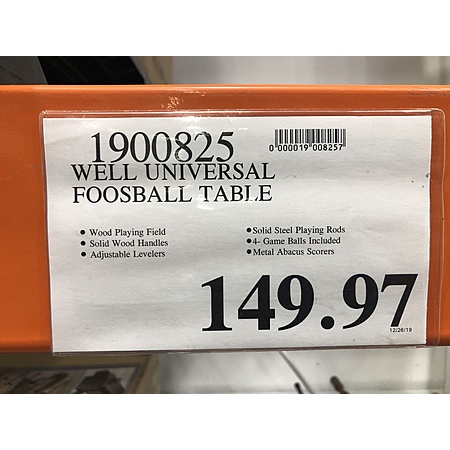 1900825
0 000019 008257
WELL UNIVERSAL
FOOSBALL TABLE
• Wood Playing Field
• Solid Wood Handles
• Adjustable Levelers
• Solid Steel Playing Rods
• 4- Game Balls Included
• Metal Abacus Scorers
149.97
12/26/19